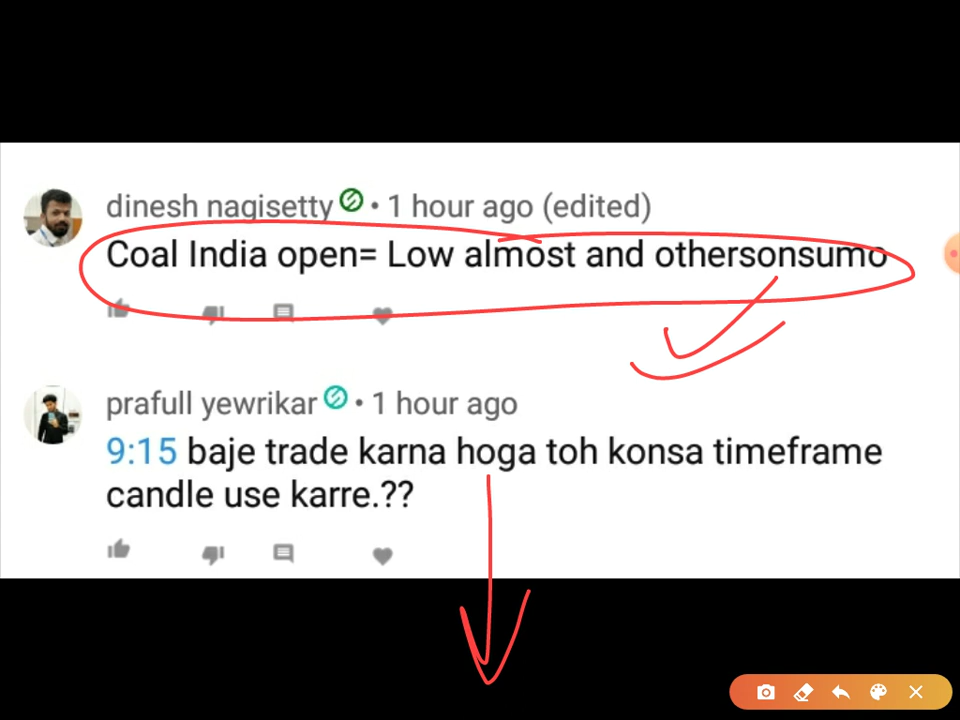 dinesh nagisetty • 1 hour ago (edited)
Coal India open= Low almost and othersonsumo
prafull yewrikar • 1 hour ago
9:15 baje trade karna hoga toh konsa timeframe
candle use karre.??